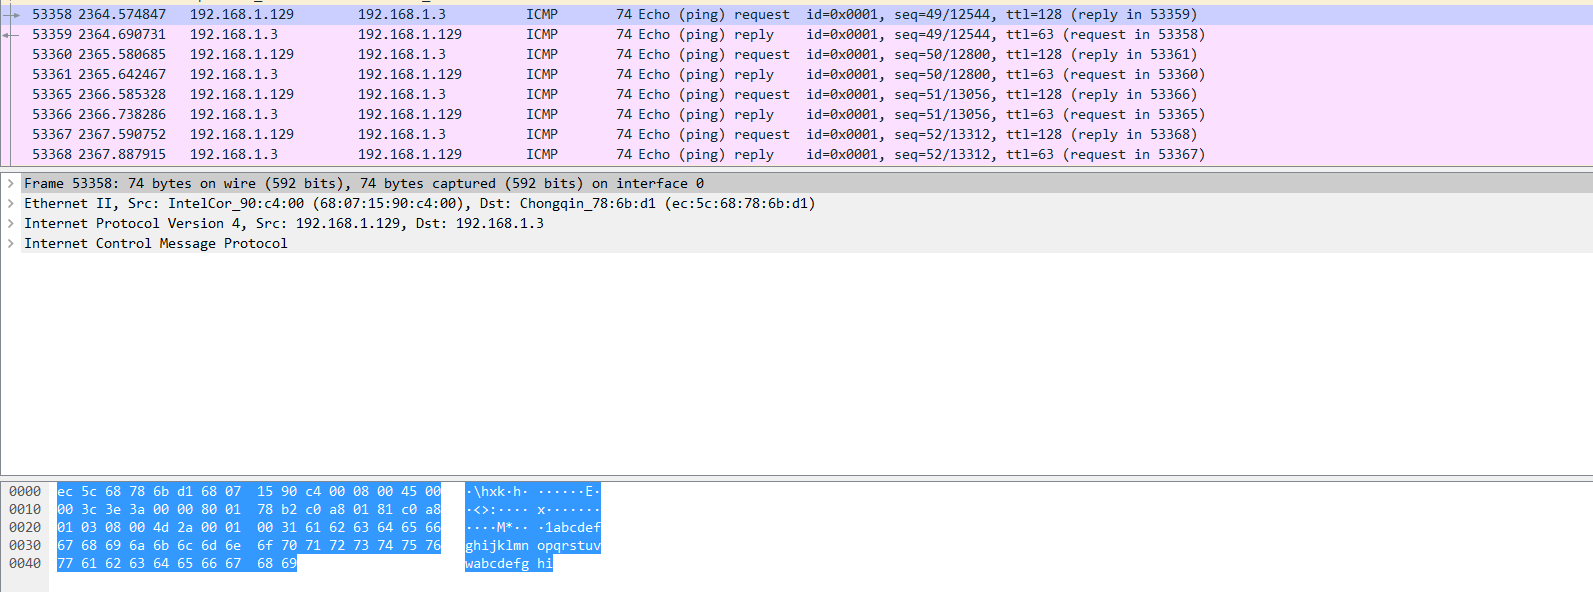 53358 2364.574847 192.168.1.129 192.168.1.3 ICMP 74 Echo (ping) request id=0x0001, seq=49/12544, ttl=128 (reply in 53359)
53359 2364.690731 192.168.1.3 192.168.1.129 ICMP 74 Echo (ping) reply id=0x0001, seq=49/12544, ttl=63 (request in 53358)
53360 2365.580685 192.168.1.129 192.168.1.3 ICMP 74 Echo (ping) request id=0x0001, seq=50/12800, ttl=128 (reply in 53361)
53361 2365.642467 192.168.1.3 192.168.1.129 ICMP 74 Echo (ping) reply id=0x0001, seq=50/12800, ttl=63 (request in 53360)
53365 2366.585328 192.168.1.129 192.168.1.3 ICMP 74 Echo (ping) request id=0x0001, seq=51/13056, ttl=128 (reply in 53366)
53366 2366.738286 192.168.1.3 192.168.1.129 ICMP 74 Echo (ping) reply id=0x0001, seq=51/13056, ttl=63 (request in 53365)
53367 2367.590752 192.168.1.129 192.168.1.3 ICMP 74 Echo (ping) request id=0x0001, seq=52/13312, ttl=128 (reply in 53368)
53368 2367.887915 192.168.1.3 192.168.1.129 ICMP 74 Echo (ping) reply id=0x0001, seq=52/13312, ttl=63 (request in 53367)
Frame 53358: 74 bytes on wire (592 bits), 74 bytes captured (592 bits) on interface 0
Ethernet II, Src: IntelCor_90:c4:00 (68:07:15:90:c4:00), Dst: Chongqin_78:6b:d1 (ec:5c:68:78:6b:d1)
Internet Protocol Version 4, Src: 192.168.1.129, Dst: 192.168.1.3
Internet Control Message Protocol
0000 ec 5c 68 78 6b d1 68 07 15 90 c4 00 08 00 45 00 ·\hxk·h· ······E·
0010 00 3c 3e 3a 00 00 80 01 78 b2 c0 a8 01 81 c0 a8 ·<>:···· x·······
0020 01 03 08 00 4d 2a 00 01 00 31 61 62 63 64 65 66 ····M*·· ·1abcdef
0030 67 68 69 6a 6b 6c 6d 6e 6f 70 71 72 73 74 75 76 ghijklmn opqrstuv
0040 77 61 62 63 64 65 66 67 68 69 wabcdefg hi